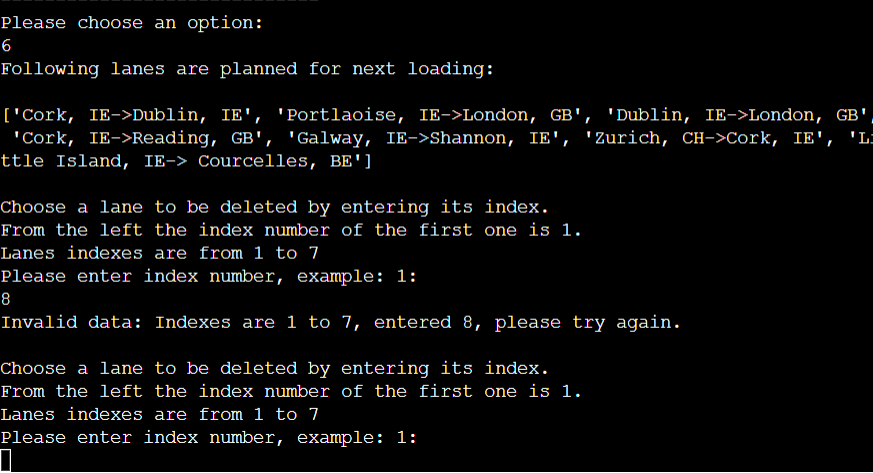 Please choose an option:
6
Following lanes are planned for next loading:
['Cork, IE->Dublin, IE', 'Portlaoise, IE->London, GB', 'Dublin, IE->London, GB',
'Cork, IE->Reading, GB', 'Galway, IE->Shannon, IE', 'Zurich, CH->Cork, IE', 'Li
ttle Island, IE-> Courcelles, BE']
Choose a lane to be deleted by entering its index.
From the left the index number of the first one is 1.
Lanes indexes are from 1 to 7
Please enter index number, example: 1:
8
Invalid data: Indexes are 1 to 7, entered 8, please try again.
Choose a lane to be deleted by entering its index.
From the left the index number of the first one is 1.
Lanes indexes are from 1 to 7
Please enter index number, example: 1: